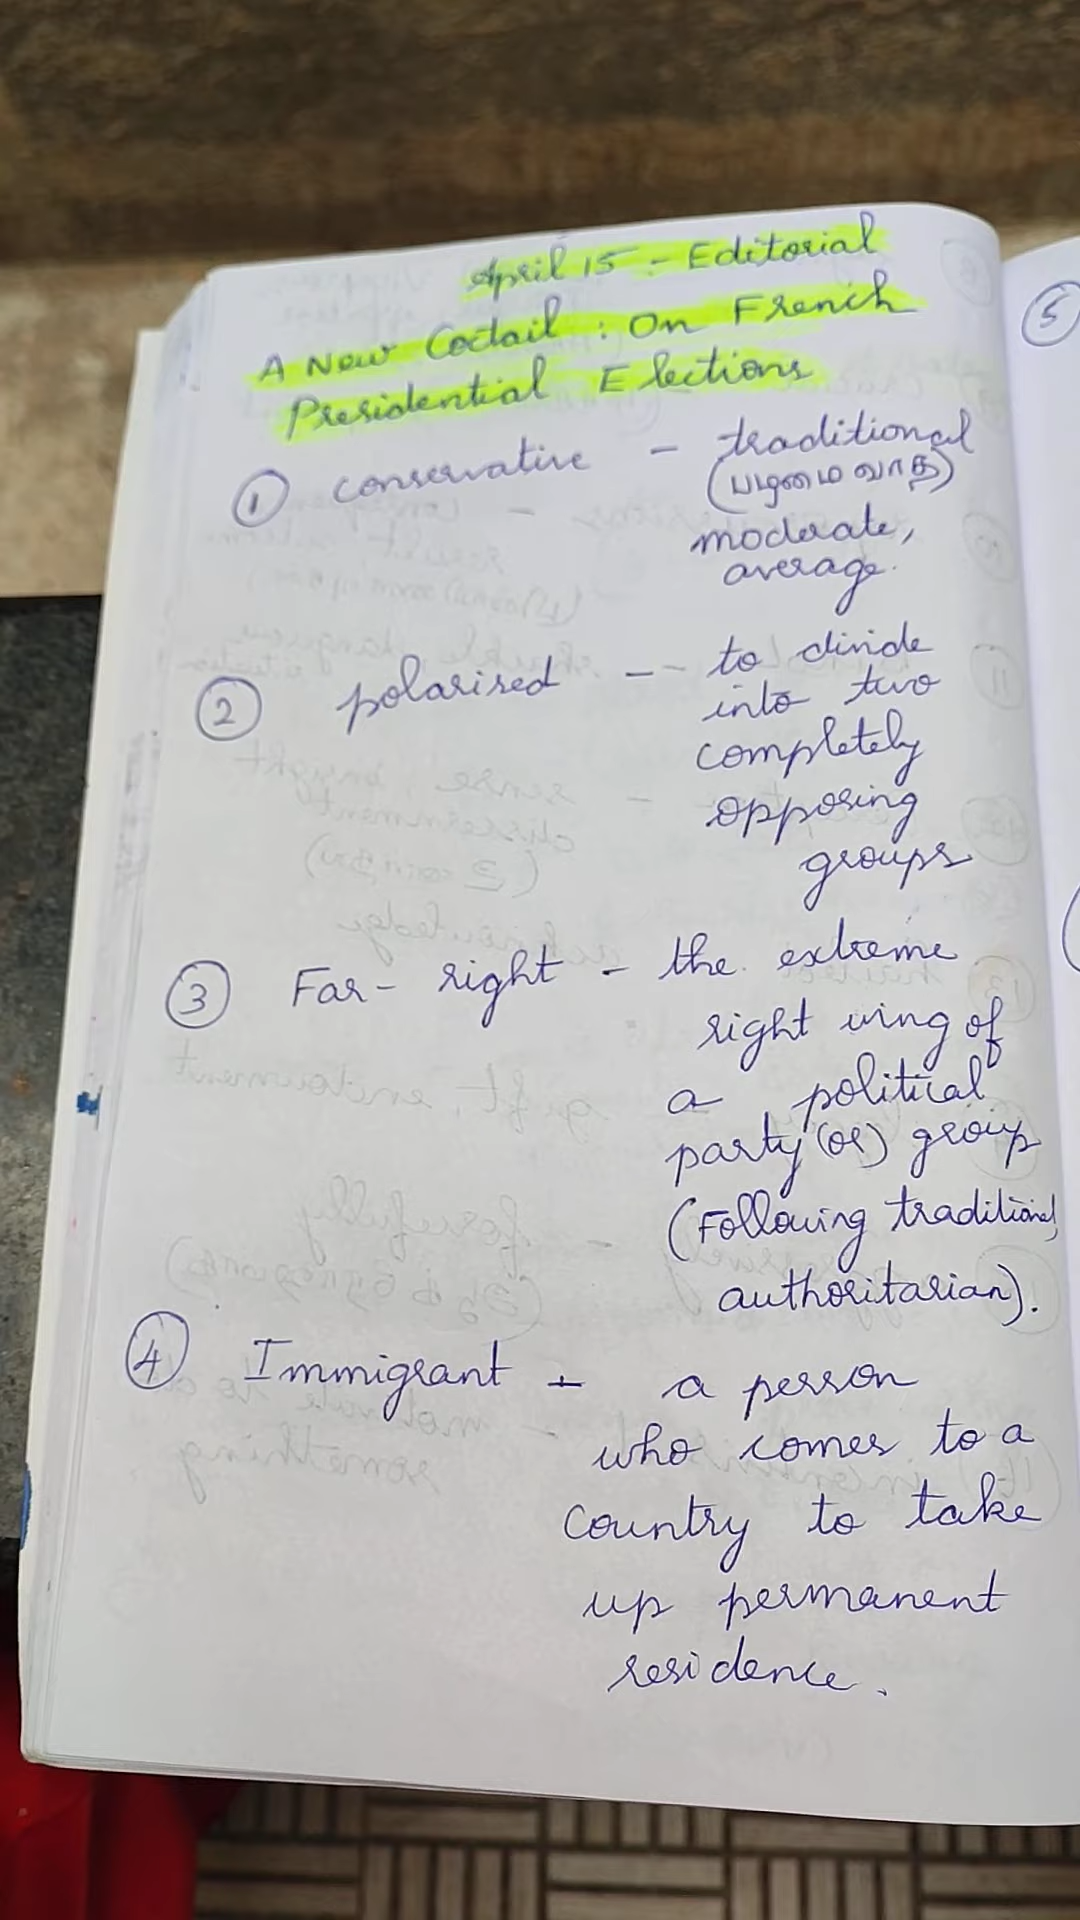 April 15 - Editorial
A New Coctail : On French
Presidential Elections
① conservative - traditional
(பழமைவாத)
moderate,
average.
② polarised -- to divide
into two
completely
opposing
groups
③ Far-right - the extreme
right wing of
a political
party (or) group
(Following traditional,
authoritarian).
④ Immigrant - a person
who comes to a
country to take
up permanent
residence.
⑤